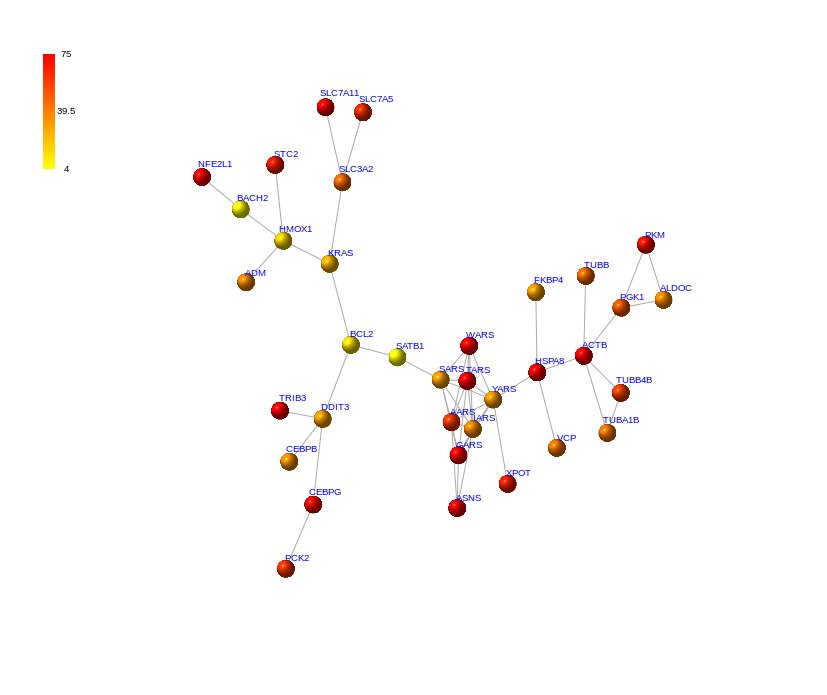 75
39.5
4
SLC7A11
SLC7A5
NFE2L1
STC2
SLC3A2
BACH2
HMOX1
KRAS
ADM
PKM
TUBB
FKBP4
PGK1
ALDOC
BCL2
SATB1
WARS
ACTB
HSPA8
SARS
TARS
YARS
TUBB4B
TRIB3
DDIT3
AARS
IARS
TUBA1B
CEBPB
GARS
VCP
XPOT
CEBPG
ASNS
PCK2